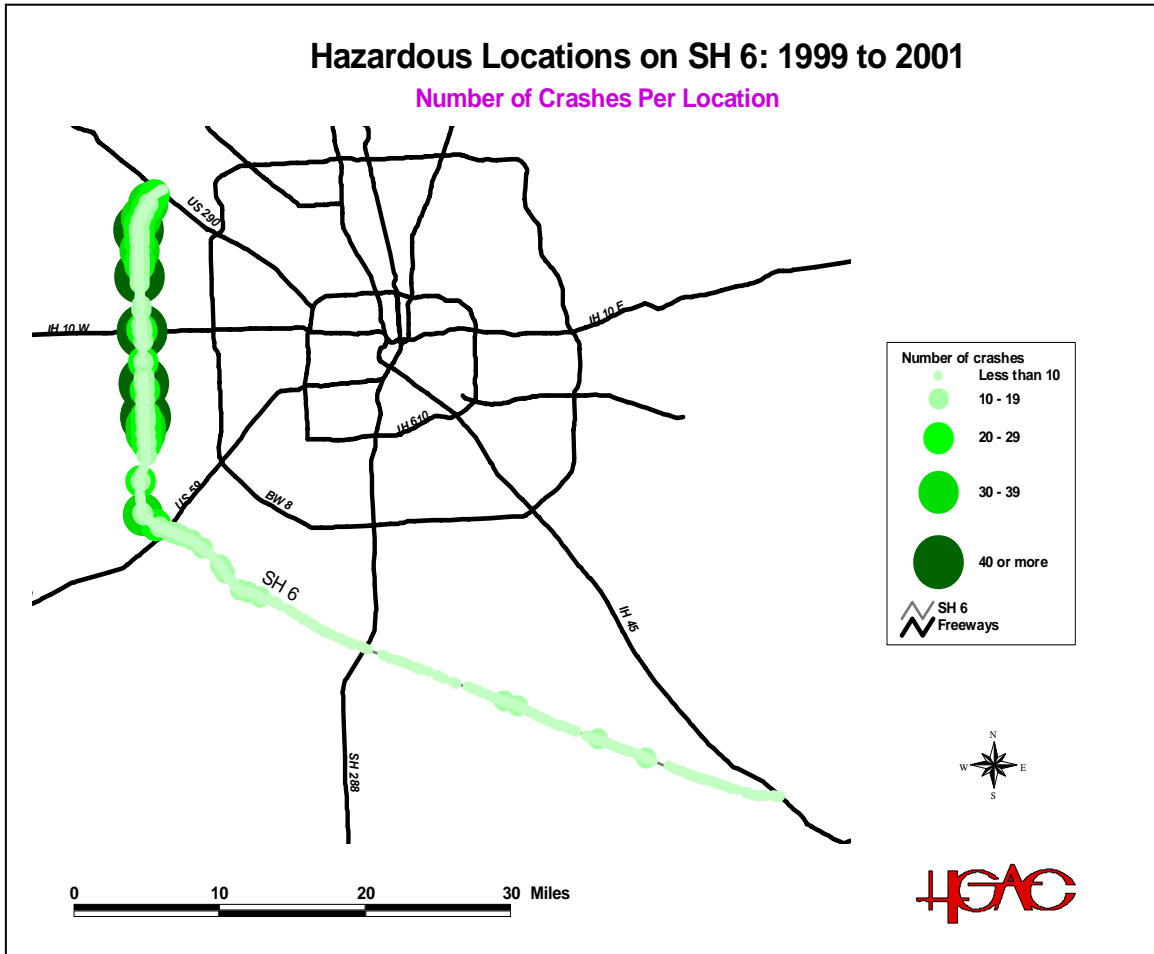 Hazardous Locations on SH 6: 1999 to 2001
Number of Crashes Per Location
US 290
IH 10 W
IH 10 E
IH 610
US 59
BW 8
SH 6
IH 45
SH 288
Number of crashes
Less than 10
10 - 19
20 - 29
30 - 39
40 or more
SH 6
Freeways
N
W E
S
0 10 20 30 Miles
HGAC